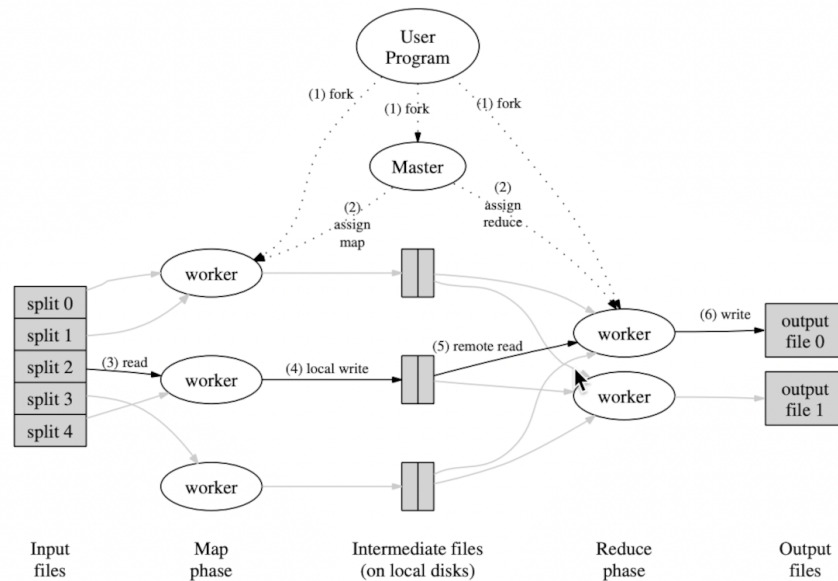 User
Program
(1) fork
(1) fork
(1) fork
Master
(2)
assign
map
(2)
assign
reduce
worker
split 0
split 1
split 2
split 3
split 4
(3) read
worker
(4) local write
(5) remote read
worker
(6) write
output
file 0
worker
output
file 1
worker
Input
files
Map
phase
Intermediate files
(on local disks)
Reduce
phase
Output
files